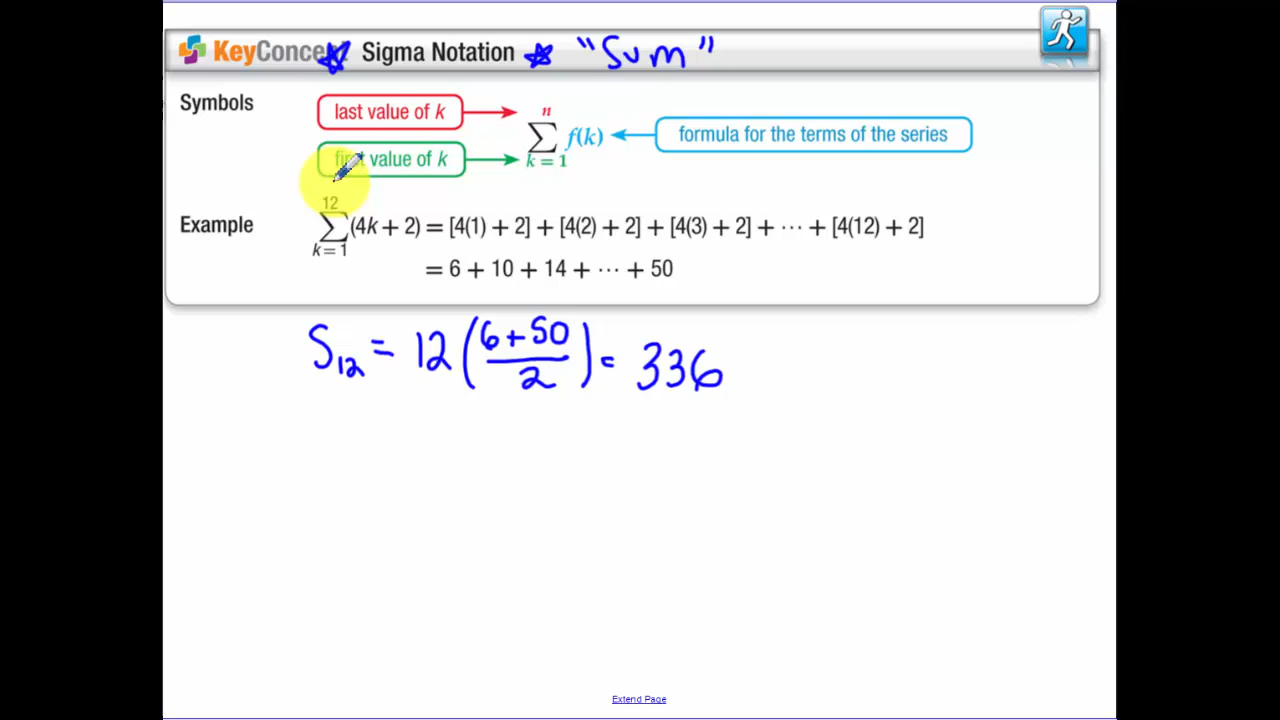 KeyConcept Sigma Notation "Sum"
Symbols
last value of k
n
∑ f(k)
formula for the terms of the series
first value of k
k = 1
12
Example ∑ (4k + 2) = [4(1) + 2] + [4(2) + 2] + [4(3) + 2] + ⋯ + [4(12) + 2]
k = 1
= 6 + 10 + 14 + ⋯ + 50
S₁₂ = 12 ( (6+50)/2 ) = 336
Extend Page